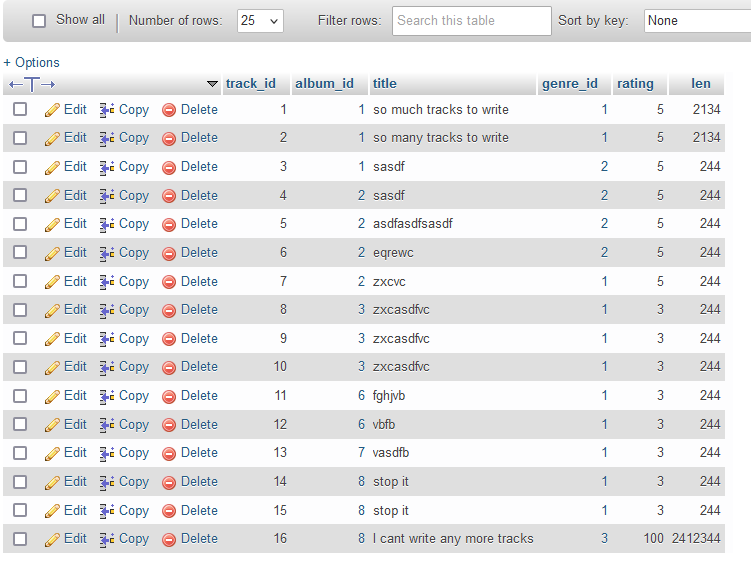 Show all Number of rows: 25 Filter rows: Search this table Sort by key: None
+ Options
track_id album_id title genre_id rating len
Edit Copy Delete 1 1 so much tracks to write 1 5 2134
Edit Copy Delete 2 1 so many tracks to write 1 5 2134
Edit Copy Delete 3 1 sasdf 2 5 244
Edit Copy Delete 4 2 sasdf 2 5 244
Edit Copy Delete 5 2 asdfasdfsasdf 2 5 244
Edit Copy Delete 6 2 eqrewc 2 5 244
Edit Copy Delete 7 2 zxcvc 1 5 244
Edit Copy Delete 8 3 zxcasdfvc 1 3 244
Edit Copy Delete 9 3 zxcasdfvc 1 3 244
Edit Copy Delete 10 3 zxcasdfvc 1 3 244
Edit Copy Delete 11 6 fghjvb 1 3 244
Edit Copy Delete 12 6 vbfb 1 3 244
Edit Copy Delete 13 7 vasdfb 1 3 244
Edit Copy Delete 14 8 stop it 1 3 244
Edit Copy Delete 15 8 stop it 1 3 244
Edit Copy Delete 16 8 I cant write any more tracks 3 100 2412344